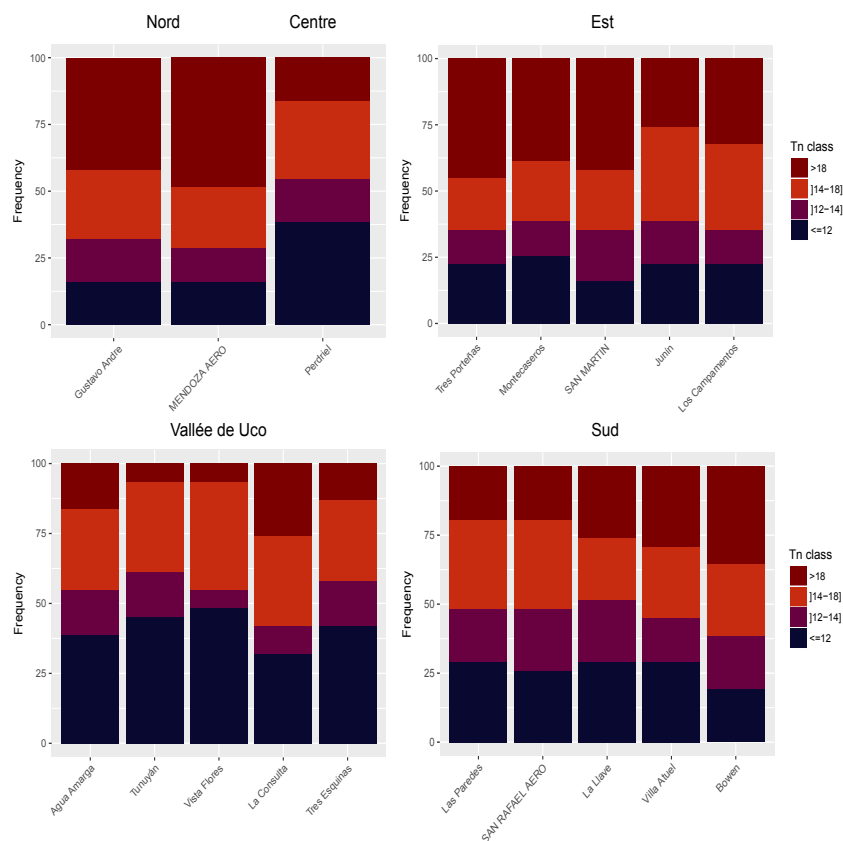 Nord Centre
Frequency
100
75
50
25
0
Gustavo Andre
MENDOZA AERO
Perdriel
Est
Frequency
100
75
50
25
0
Tres Porteñas
Montecaseros
SAN MARTIN
Junín
Los Campamentos
Tn class
>18
]14−18]
]12−14]
<=12
Vallée de Uco
Frequency
100
75
50
25
0
Agua Amarga
Tunuyán
Vista Flores
La Consulta
Tres Esquinas
Sud
Frequency
100
75
50
25
0
Las Paredes
SAN RAFAEL AERO
La Llave
Villa Atuel
Bowen
Tn class
>18
]14−18]
]12−14]
<=12